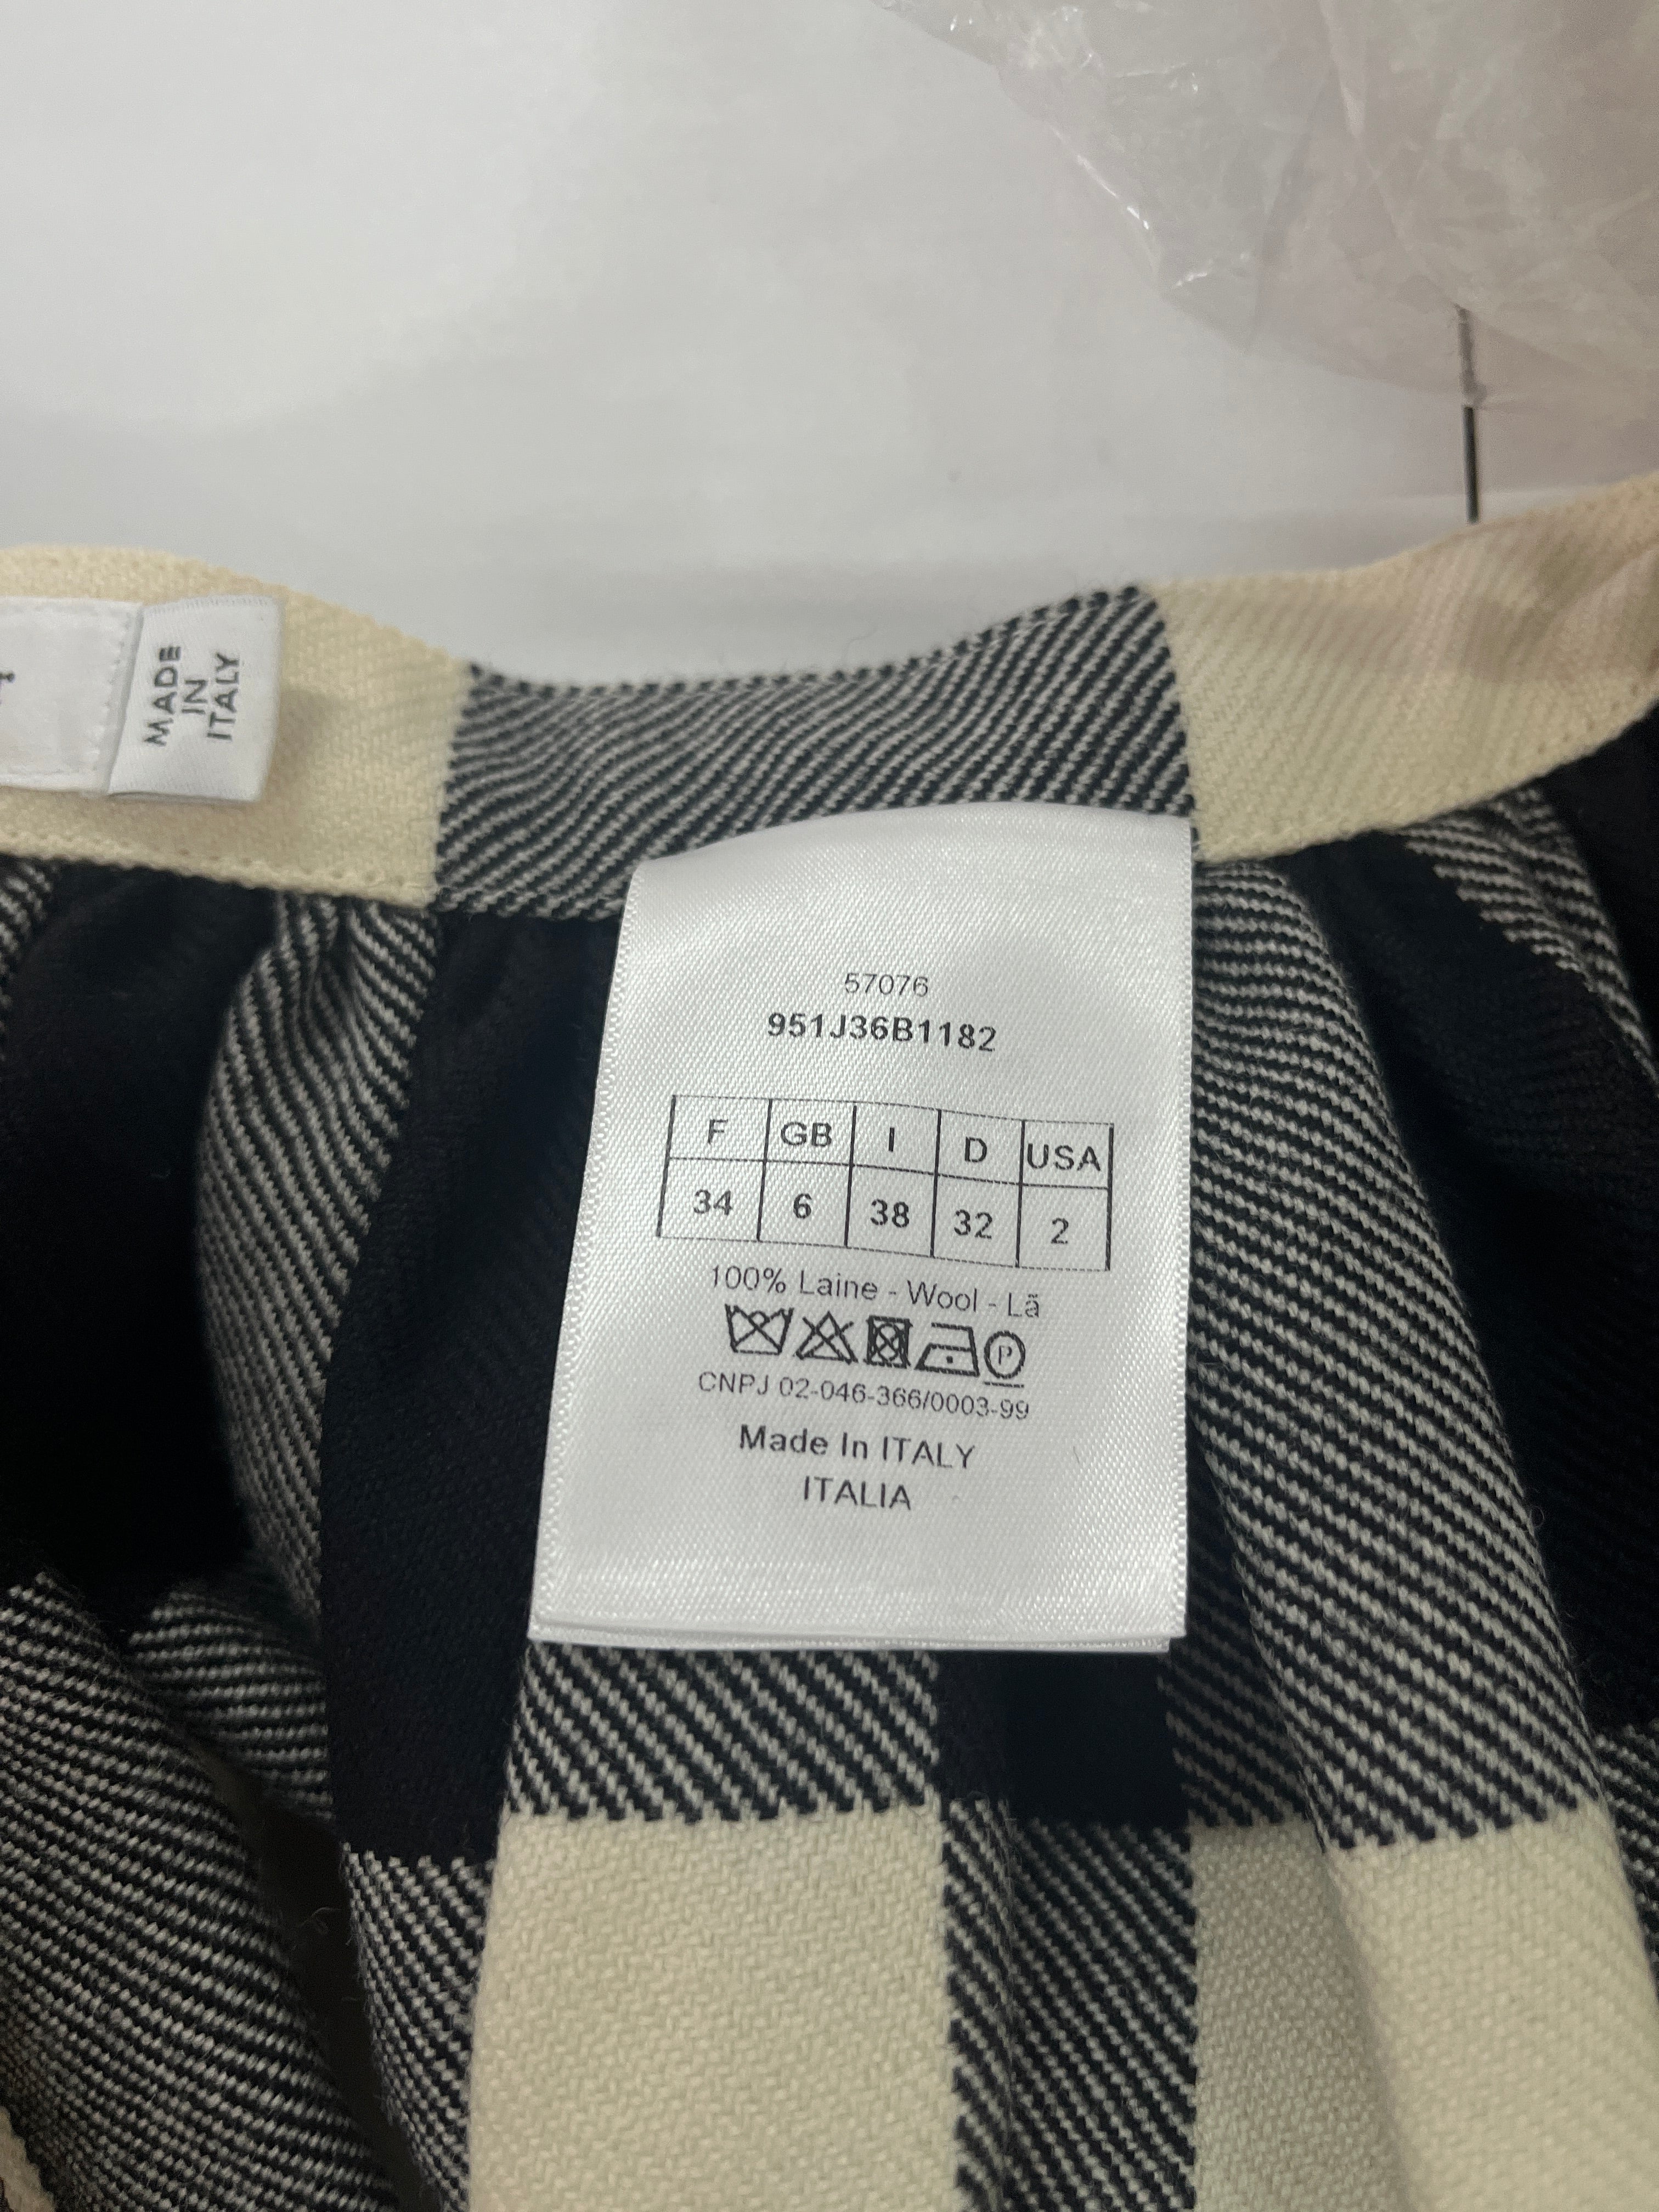 MADE
IN
ITALY
57076
951J36B1182
F GB I D USA
34 6 38 32 2
100% Laine - Wool - Lã
P
CNPJ 02-046-366/0003-99
Made In ITALY
ITALIA